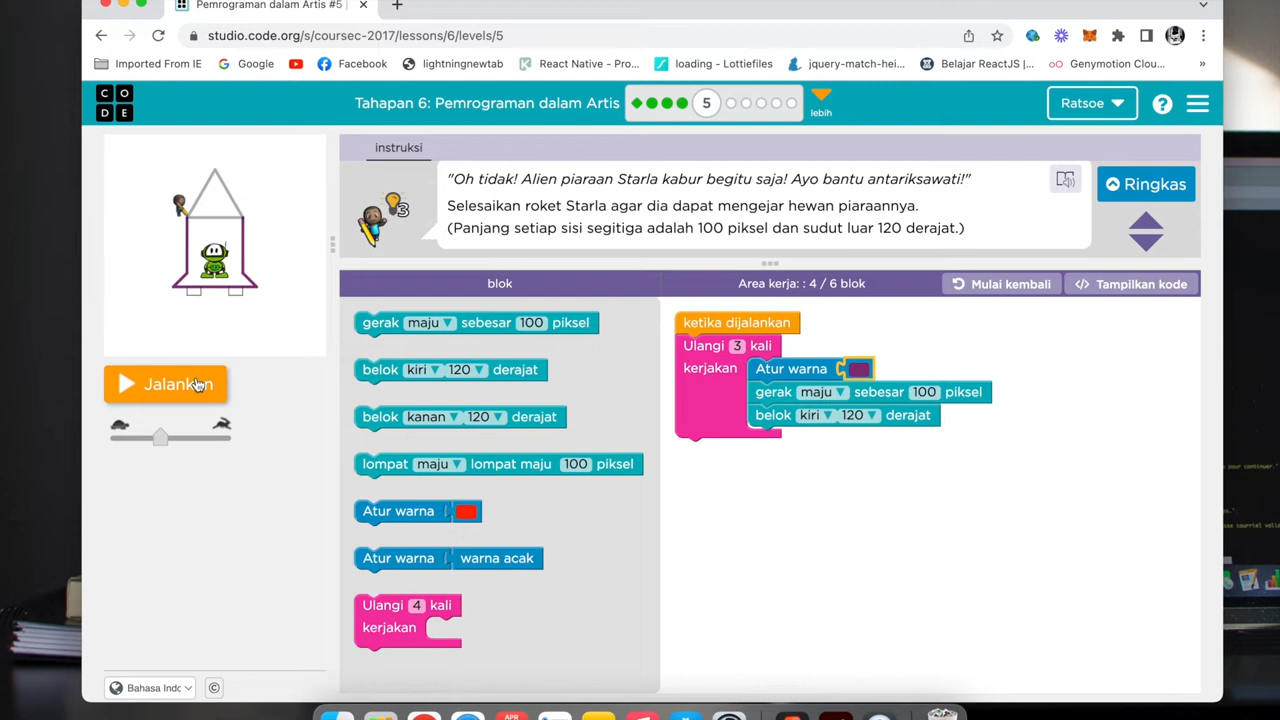 Pemrograman dalam Artis #5
studio.code.org/s/coursec-2017/lessons/6/levels/5
Imported From IE
Google
Facebook
lightningnewtab
React Native - Pro...
loading - Lottiefiles
jquery-match-hei...
Belajar ReactJS |...
Genymotion Clou...
»
C O
D E
Tahapan 6: Pemrograman dalam Artis
5
lebih
Ratsoe
?
instruksi
3
"Oh tidak! Alien piaraan Starla kabur begitu saja! Ayo bantu antariksawati!"
Selesaikan roket Starla agar dia dapat mengejar hewan piaraannya.
(Panjang setiap sisi segitiga adalah 100 piksel dan sudut luar 120 derajat.)
Ringkas
blok
Area kerja: : 4 / 6 blok
Mulai kembali
</> Tampilkan kode
Jalankan
gerak maju sebesar 100 piksel
belok kiri 120 derajat
belok kanan 120 derajat
lompat maju lompat maju 100 piksel
Atur warna
Atur warna warna acak
Ulangi 4 kali
kerjakan
ketika dijalankan
Ulangi 3 kali
kerjakan
Atur warna
gerak maju sebesar 100 piksel
belok kiri 120 derajat
Bahasa Indo
©
APR